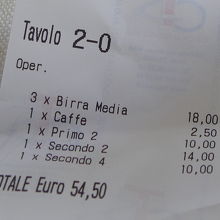 Tavolo 2-0
Oper.
3 x Birra Media 18,00
1 x Caffe 2,50
1 x Primo 2 10,00
1 x Secondo 2 14,00
1 x Secondo 4 10,00
OTALE Euro 54,50